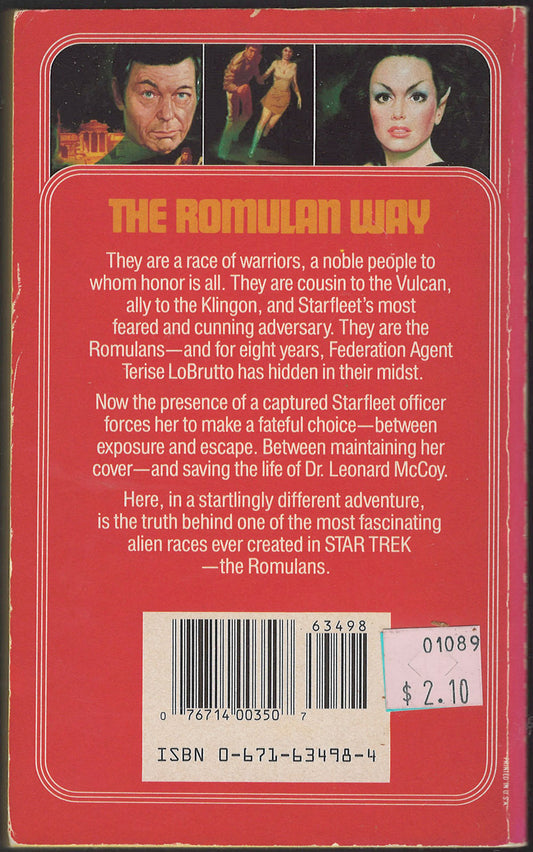 THE ROMULAN WAY
They are a race of warriors, a noble people to
whom honor is all. They are cousin to the Vulcan,
ally to the Klingon, and Starfleet's most
feared and cunning adversary. They are the
Romulans—and for eight years, Federation Agent
Terise LoBrutto has hidden in their midst.
Now the presence of a captured Starfleet officer
forces her to make a fateful choice—between
exposure and escape. Between maintaining her
cover—and saving the life of Dr. Leonard McCoy.
Here, in a startlingly different adventure,
is the truth behind one of the most fascinating
alien races ever created in STAR TREK
—the Romulans.
63498
01089
$ 2.10
0 76714 00350 7
ISBN 0-671-63498-4
PRINTED IN U.S.A.